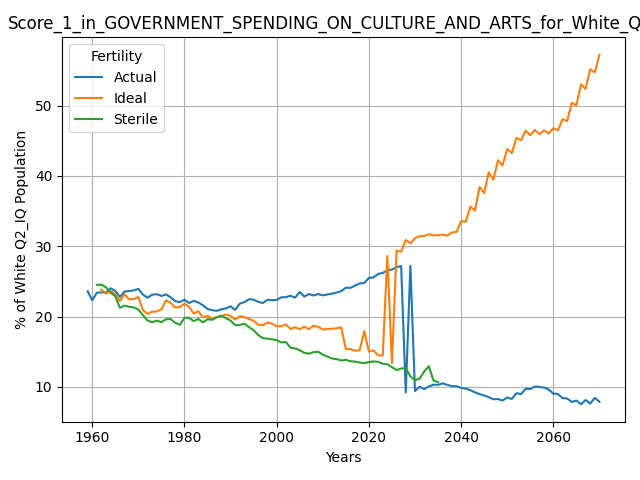 Score_1_in_GOVERNMENT_SPENDING_ON_CULTURE_AND_ARTS_for_White_Q
Fertility
Actual
Ideal
Sterile
% of White Q2_IQ Population
50
40
30
20
10
1960 1980 2000 2020 2040 2060
Years